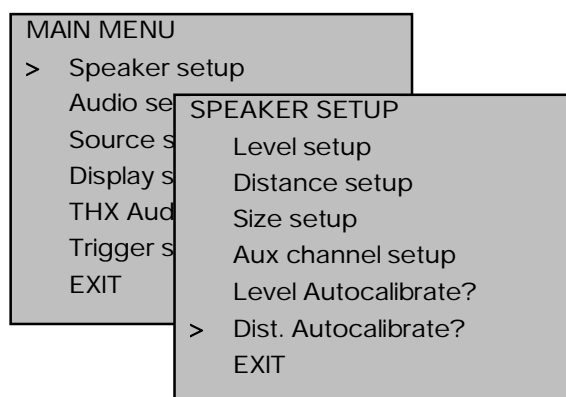 MAIN MENU
> Speaker setup
Audio se
Source s
Display s
THX Aud
Trigger s
EXIT
SPEAKER SETUP
Level setup
Distance setup
Size setup
Aux channel setup
Level Autocalibrate?
> Dist. Autocalibrate?
EXIT